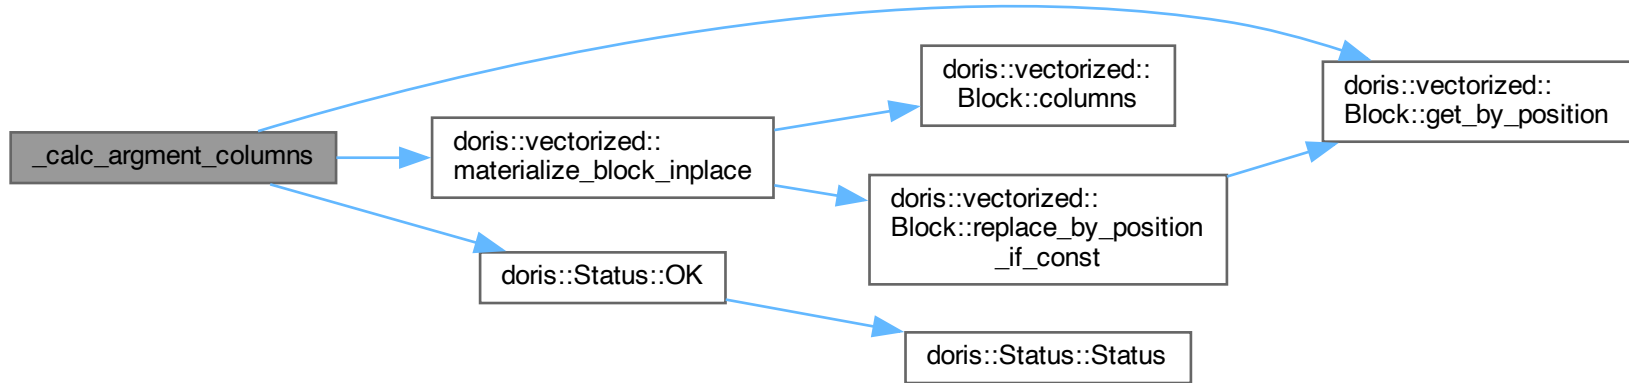 _calc_argment_columns
doris::vectorized::
materialize_block_inplace
doris::Status::OK
doris::vectorized::
Block::columns
doris::vectorized::
Block::replace_by_position
_if_const
doris::Status::Status
doris::vectorized::
Block::get_by_position